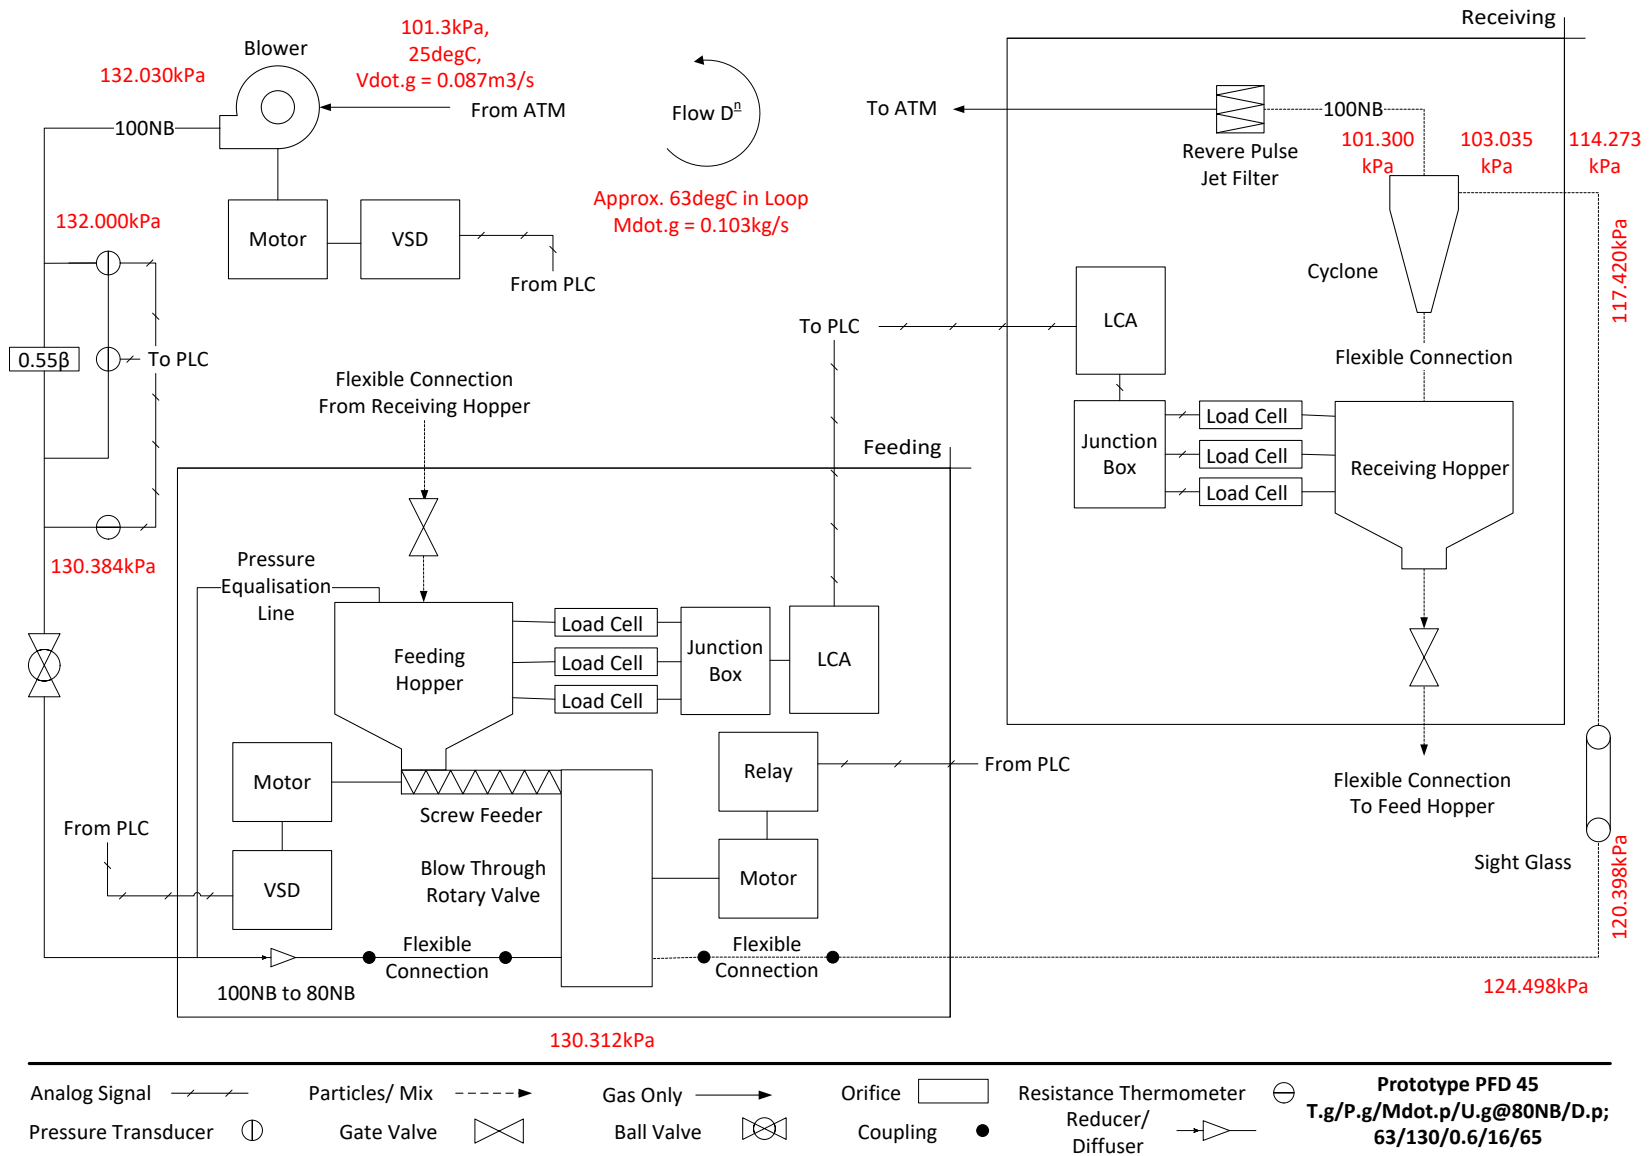 Receiving
101.3kPa,
25degC,
Vdot.g = 0.087m3/s
Blower
132.030kPa
From ATM
100NB
Flow Dⁿ
To ATM
100NB
Revere Pulse
Jet Filter
101.300
kPa
103.035
kPa
114.273
kPa
Approx. 63degC in Loop
Mdot.g = 0.103kg/s
132.000kPa
Motor
VSD
From PLC
Cyclone
117.420kPa
LCA
To PLC
0.55β
To PLC
Flexible Connection
Flexible Connection
From Receiving Hopper
Junction
Box
Load Cell
Load Cell
Load Cell
Receiving Hopper
Feeding
130.384kPa
Pressure
Equalisation
Line
Feeding
Hopper
Load Cell
Load Cell
Load Cell
Junction
Box
LCA
Motor
Relay
From PLC
Flexible Connection
To Feed Hopper
Screw Feeder
From PLC
VSD
Blow Through
Rotary Valve
Motor
Sight Glass
120.398kPa
Flexible
Connection
Flexible
Connection
100NB to 80NB
124.498kPa
130.312kPa
Analog Signal
Particles/ Mix
Gas Only
Orifice
Resistance Thermometer
Pressure Transducer
Gate Valve
Ball Valve
Coupling
Reducer/
Diffuser
Prototype PFD 45
T.g/P.g/Mdot.p/U.g@80NB/D.p;
63/130/0.6/16/65